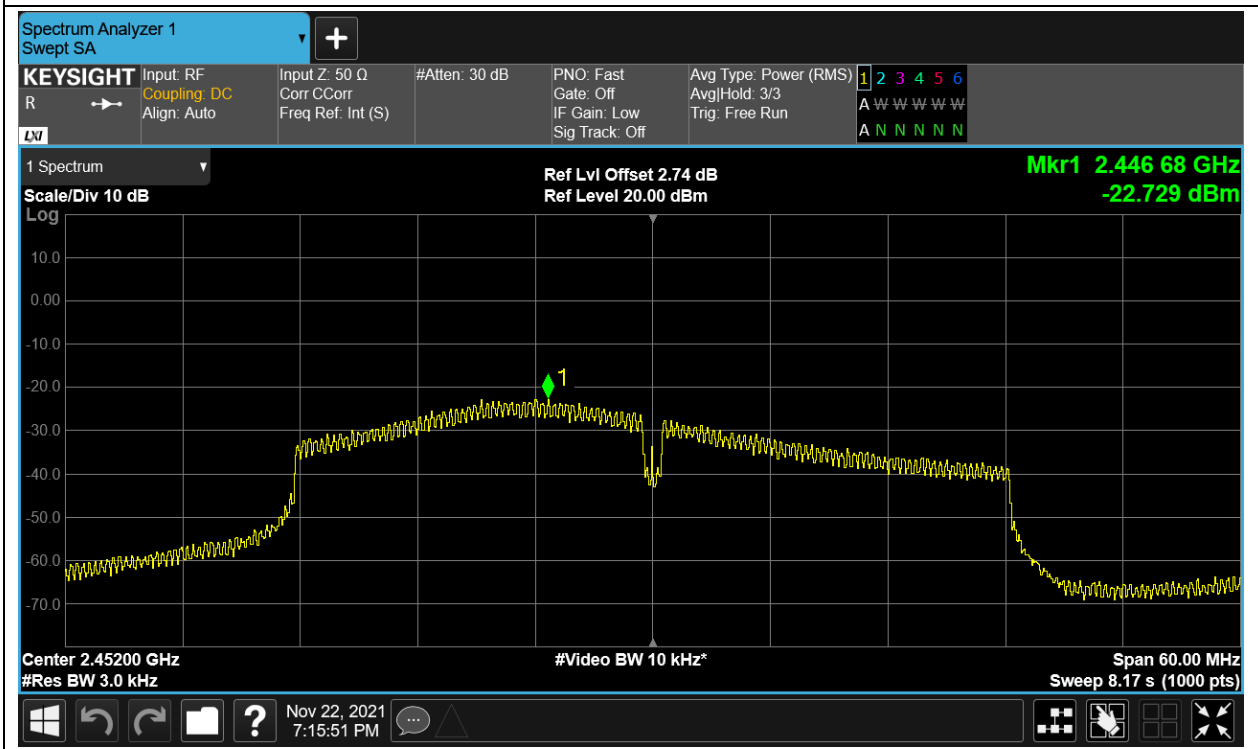 Spectrum Analyzer 1
Swept SA
KEYSIGHT
R
LXI
Input: RF
Coupling: DC
Align: Auto
Input Z: 50 Ω
Corr CCorr
Freq Ref: Int (S)
#Atten: 30 dB
PNO: Fast
Gate: Off
IF Gain: Low
Sig Track: Off
Avg Type: Power (RMS)
Avg|Hold: 3/3
Trig: Free Run
1 2 3 4 5 6
A W W W W W
A N N N N N
1 Spectrum
Scale/Div 10 dB
Ref Lvl Offset 2.74 dB
Ref Level 20.00 dBm
Mkr1 2.446 68 GHz
-22.729 dBm
Log
10.0
0.00
-10.0
-20.0
-30.0
-40.0
-50.0
-60.0
-70.0
1
Center 2.45200 GHz
#Res BW 3.0 kHz
#Video BW 10 kHz*
Span 60.00 MHz
Sweep 8.17 s (1000 pts)
?
Nov 22, 2021
7:15:51 PM